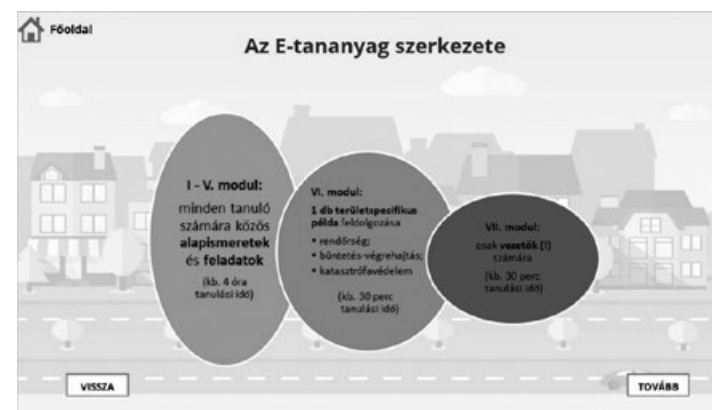 Főoldal
Az E-tananyag szerkezete
I - V. modul:
minden tanuló
számára közös
alapismeretek
és feladatok
(kb. 4 óra
tanulási idő)
VI. modul:
1 db területspecifikus
példa feldolgozása
• rendőrség;
• büntetés-végrehajtás;
• katasztrófavédelem
(kb. 30 perc
tanulási idő)
VII. modul:
csak vezetők (!)
számára
(kb. 30 perc
tanulási idő)
VISSZA
TOVÁBB